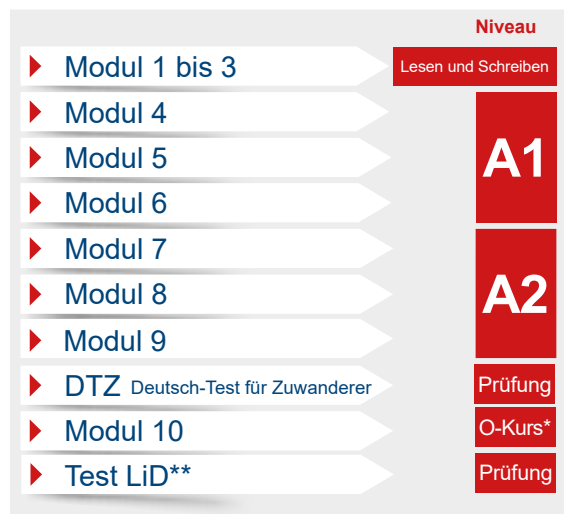 Niveau
Modul 1 bis 3 Lesen und Schreiben
Modul 4
Modul 5
A1
Modul 6
Modul 7
Modul 8
A2
Modul 9
DTZ Deutsch-Test für Zuwanderer Prüfung
Modul 10 O-Kurs*
Test LiD** Prüfung